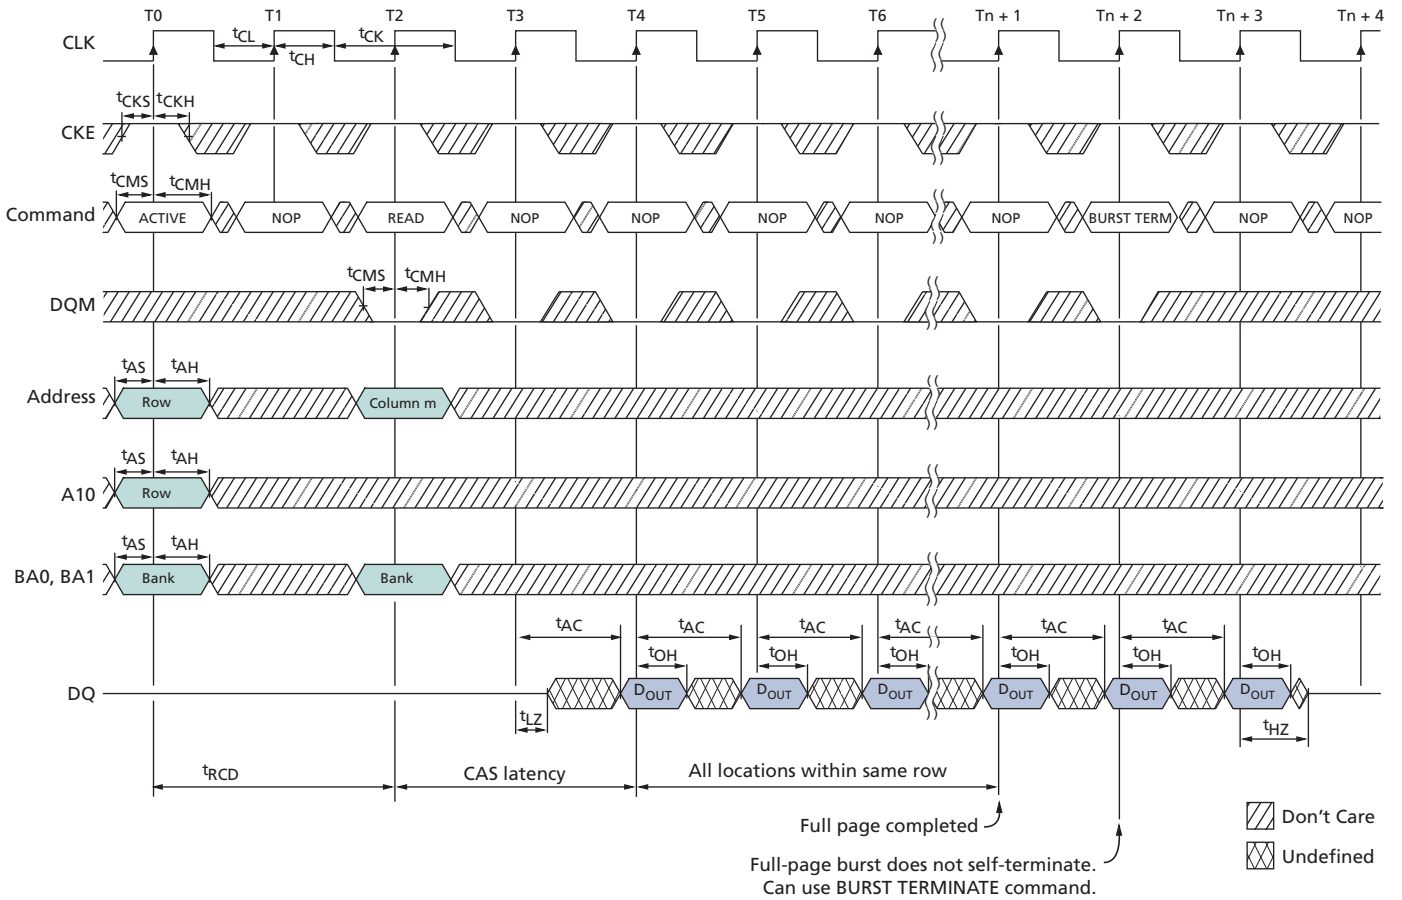 T0 T1 T2 T3 T4 T5 T6 Tn + 1 Tn + 2 Tn + 3 Tn + 4
CLK tCL tCH tCK
tCKS tCKH
CKE
tCMS tCMH
Command ACTIVE NOP READ NOP NOP NOP NOP NOP BURST TERM NOP NOP
tCMS tCMH
DQM
tAS tAH
Address Row Column m
tAS tAH
A10 Row
tAS tAH
BA0, BA1 Bank Bank
tAC tAC tAC tAC tAC tAC
tOH tOH tOH tOH tOH tOH
DQ DOUT DOUT DOUT DOUT DOUT DOUT
tLZ tHZ
tRCD CAS latency All locations within same row
Full page completed
Full-page burst does not self-terminate.
Can use BURST TERMINATE command.
Don't Care
Undefined